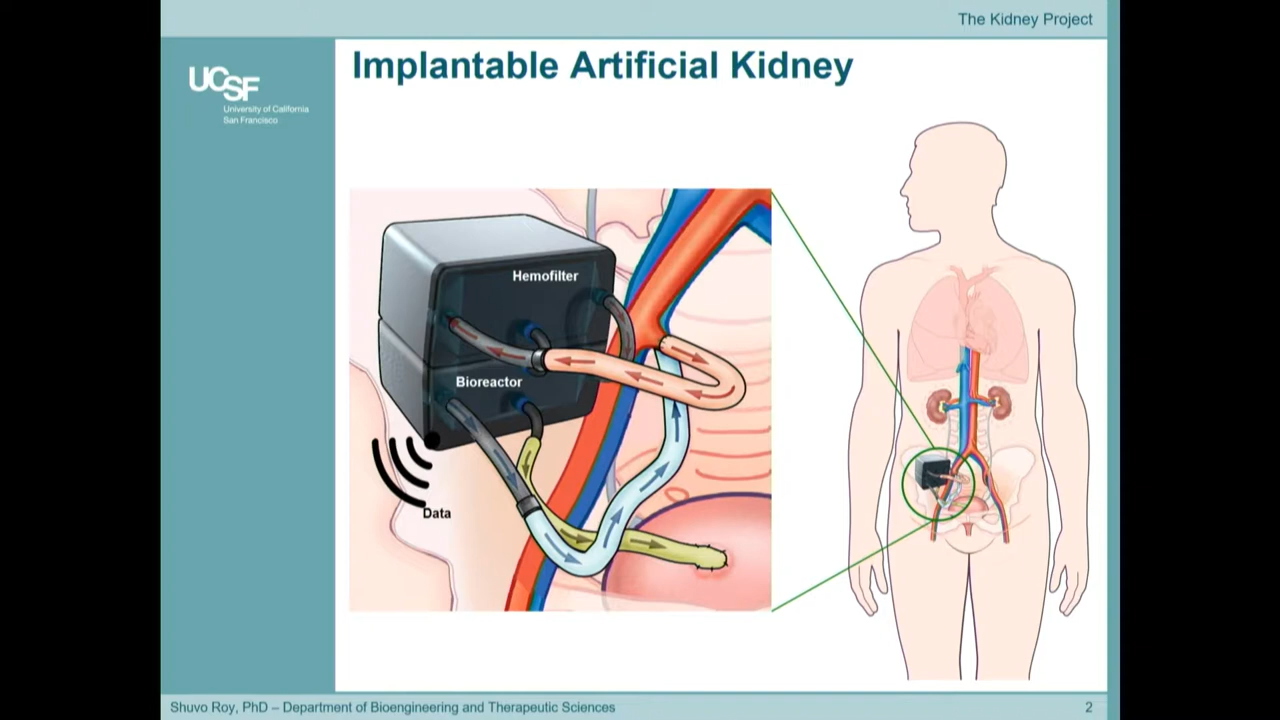 The Kidney Project
UCSF
University of California
San Francisco
Implantable Artificial Kidney
Hemofilter
Bioreactor
Data
Shuvo Roy, PhD – Department of Bioengineering and Therapeutic Sciences
2